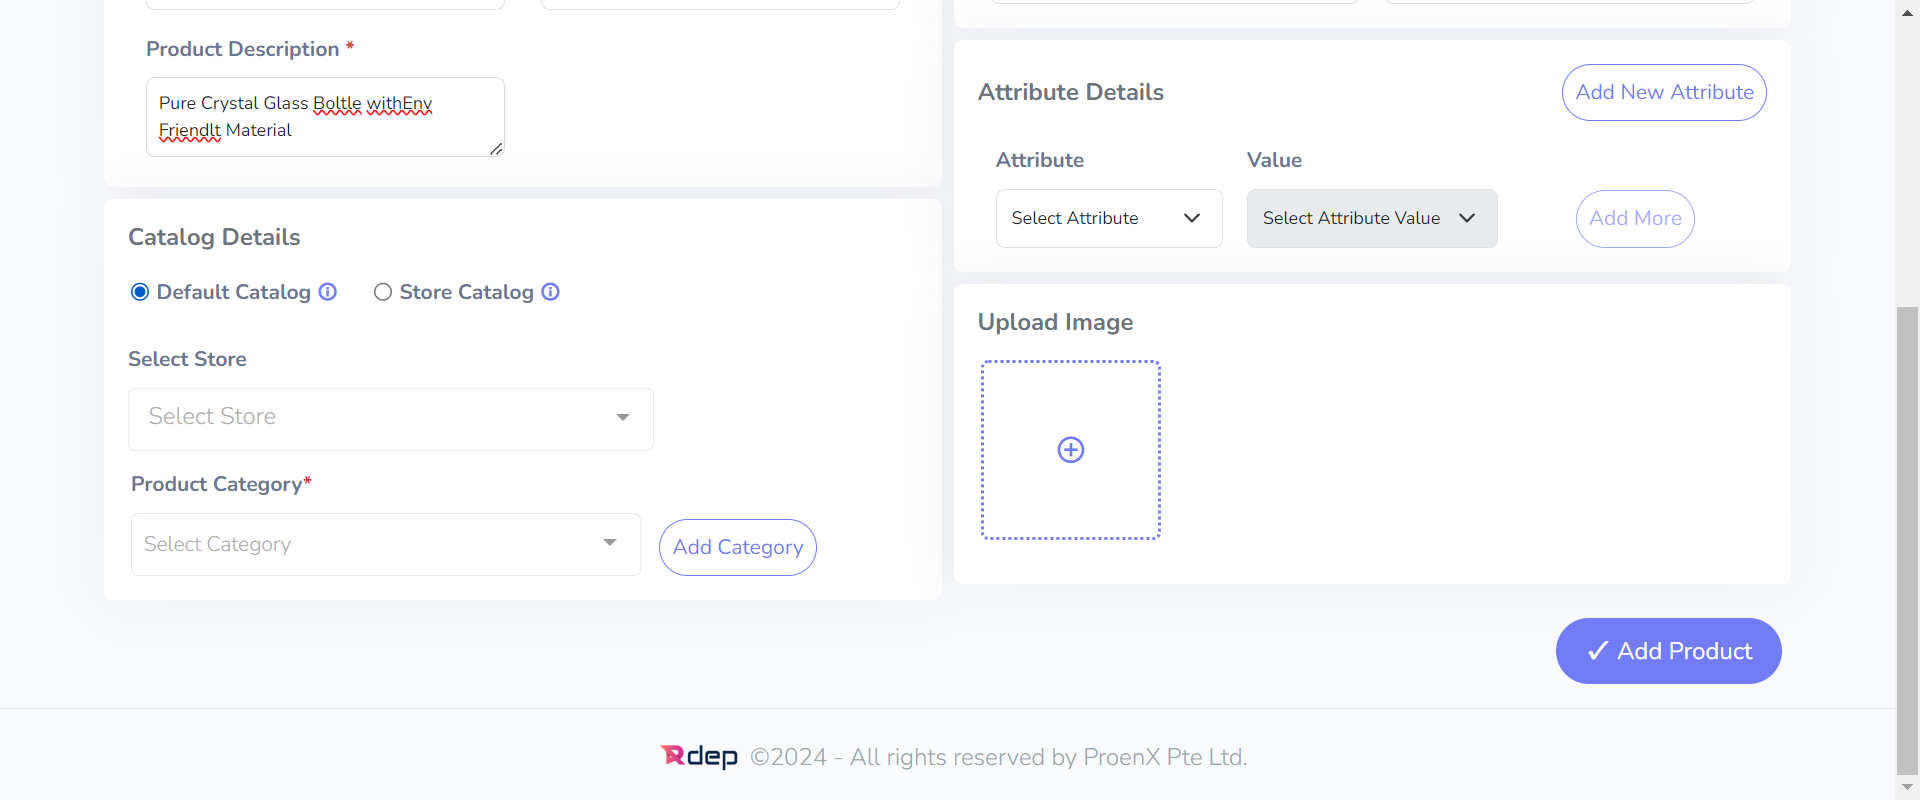 Product Description *
Pure Crystal Glass Boltle withEnv
Friendlt Material
Catalog Details
Default Catalog
Store Catalog
Select Store
Select Store
Product Category*
Select Category
Add Category
Attribute Details
Add New Attribute
Attribute
Value
Select Attribute
Select Attribute Value
Add More
Upload Image
✓ Add Product
Rdep ©2024 - All rights reserved by ProenX Pte Ltd.